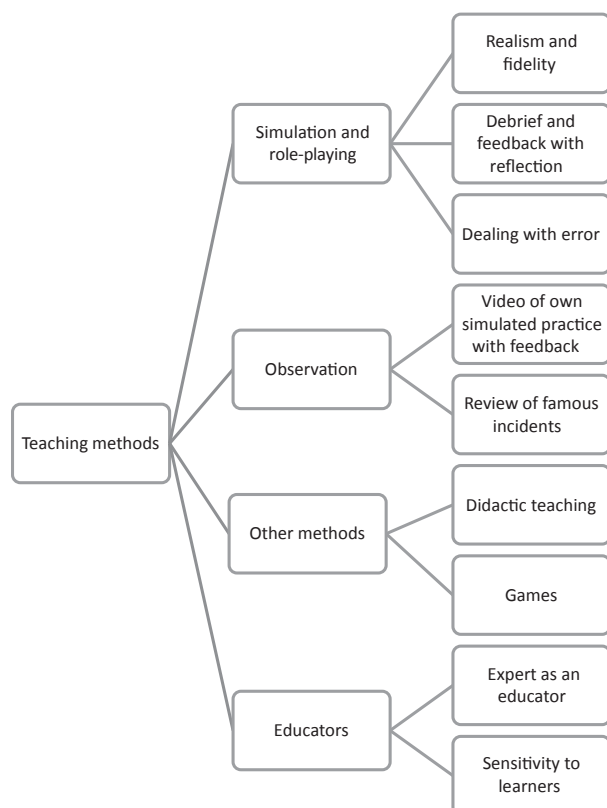 Teaching methods
Simulation and
role-playing
Realism and
fidelity
Debrief and
feedback with
reflection
Dealing with error
Observation
Video of own
simulated practice
with feedback
Review of famous
incidents
Other methods
Didactic teaching
Games
Educators
Expert as an
educator
Sensitivity to
learners